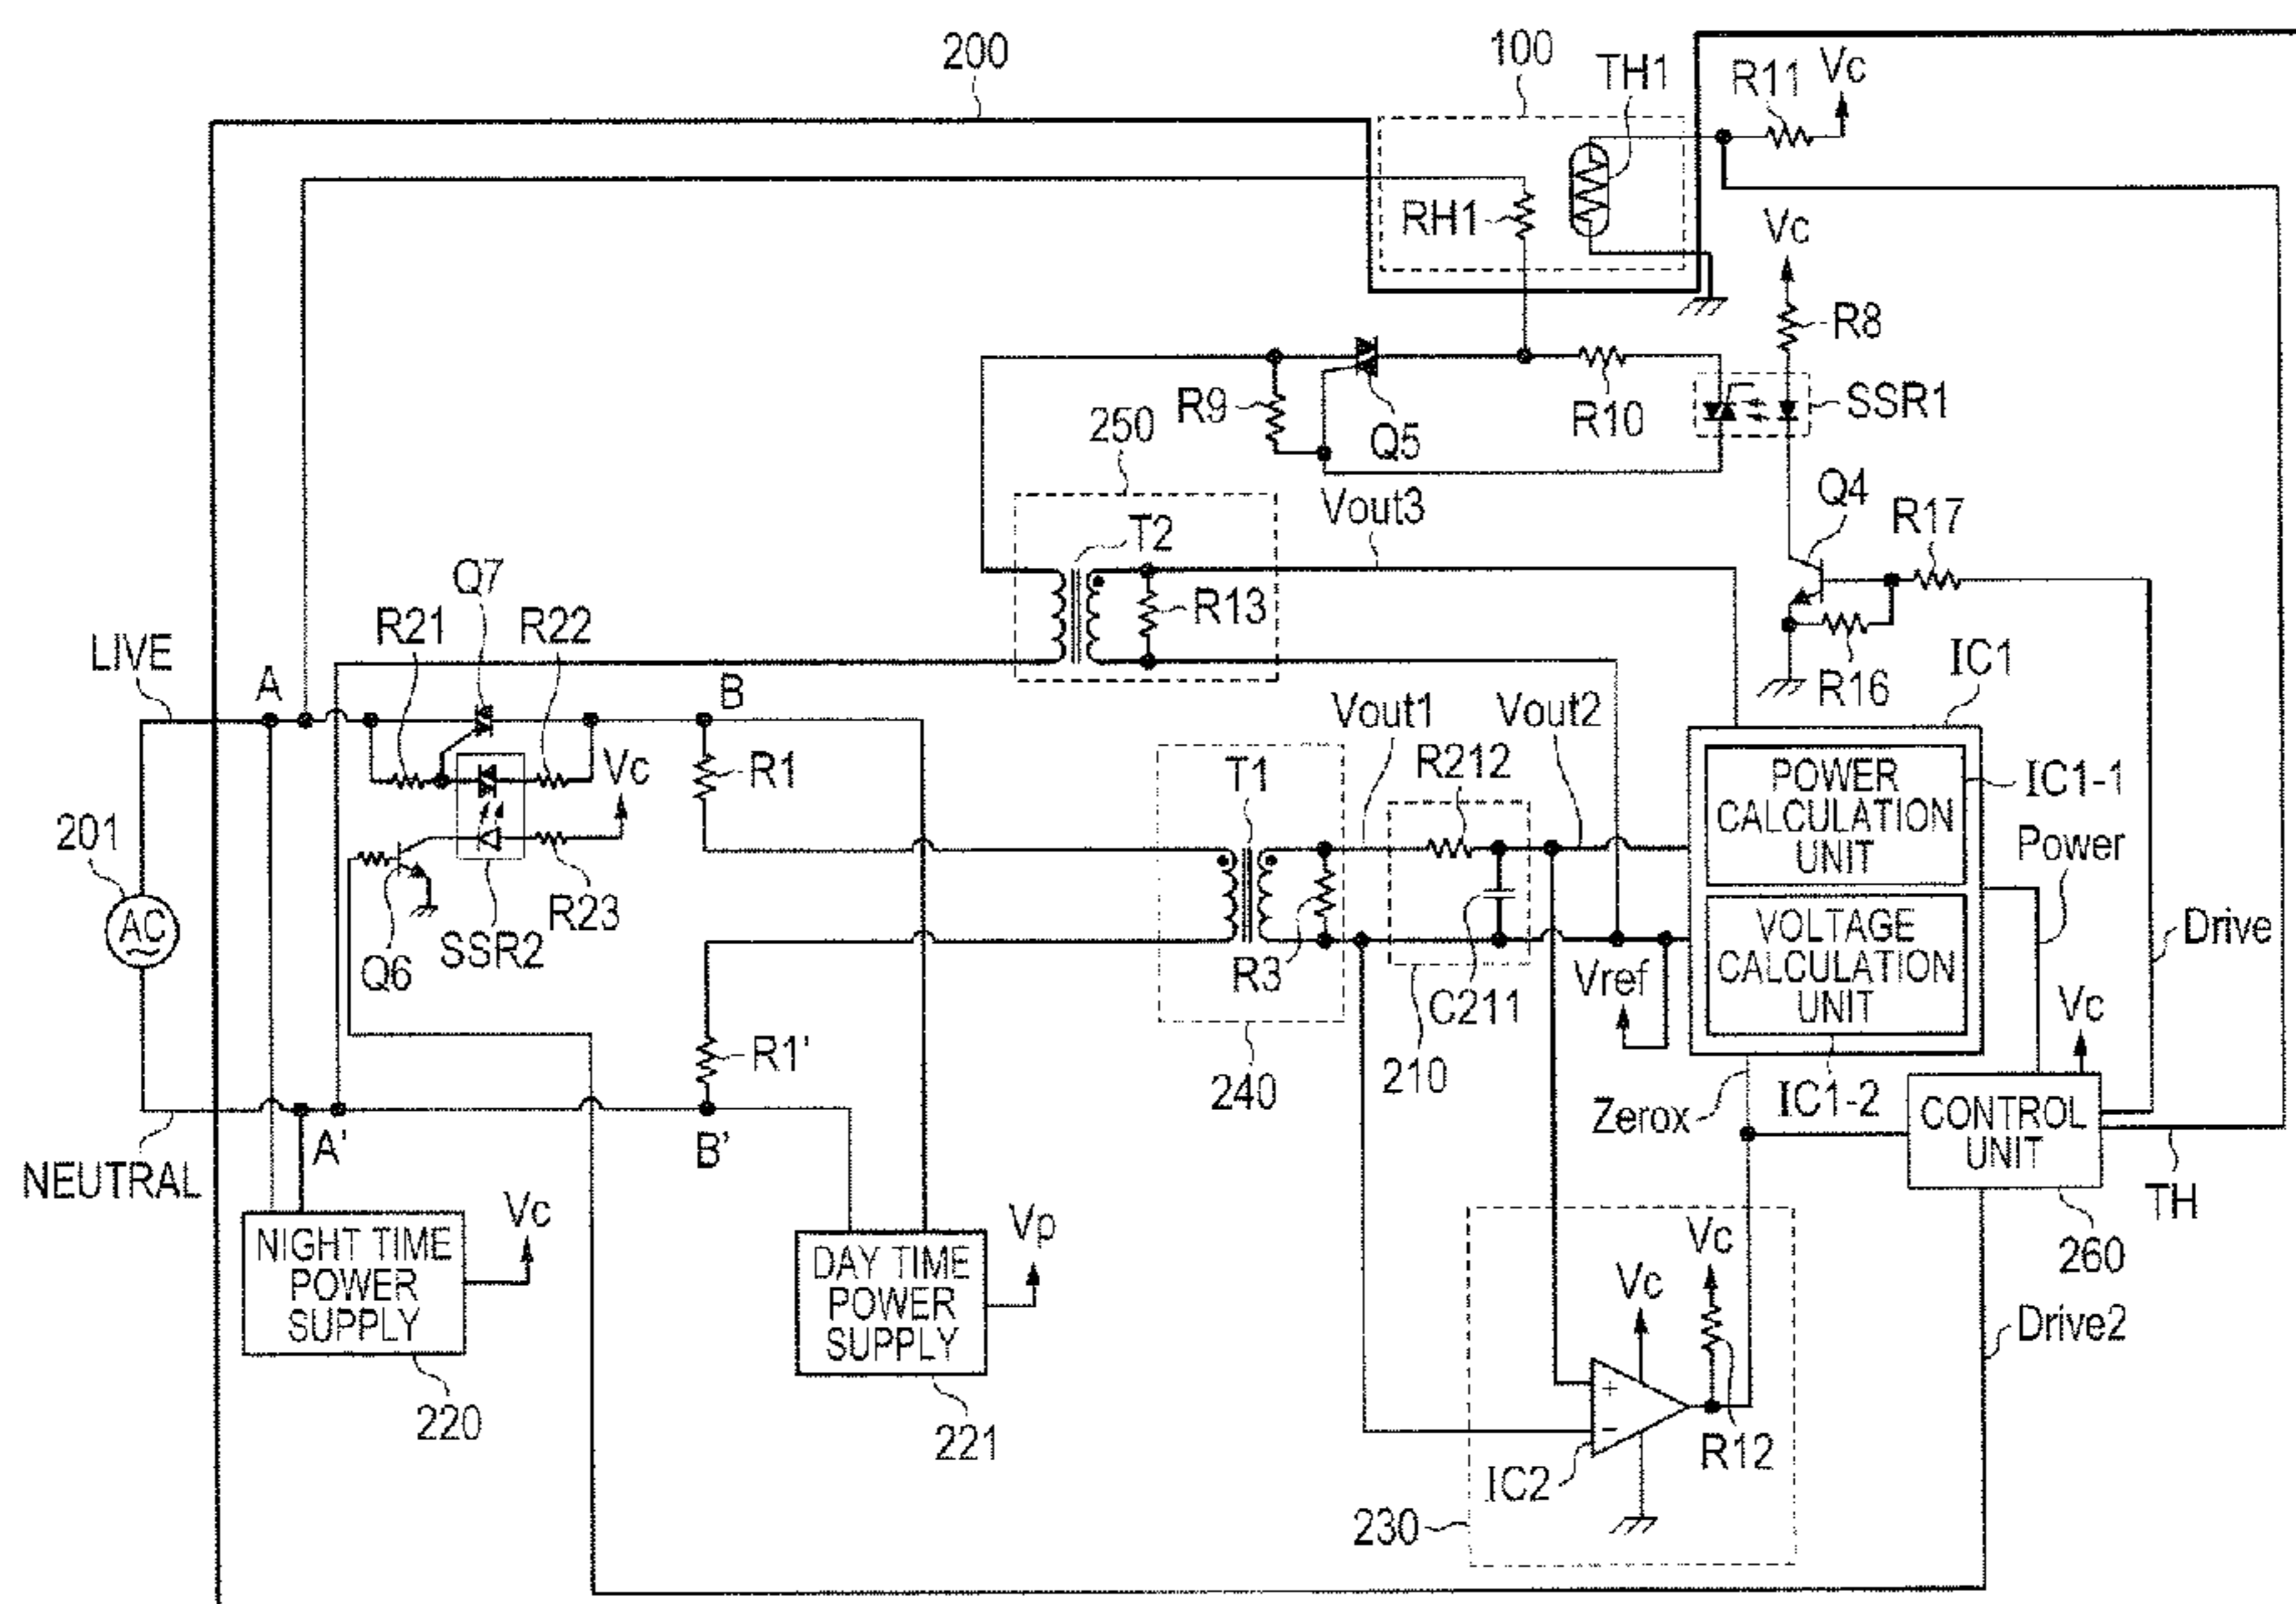 200
100
TH1
R11
Vc
RH1
Vc
R8
R9
Q5
R10
SSR1
250
Vout3
Q4
R17
T2
Q7
R21
R22
R13
LIVE
A
B
R16
IC1
Vout1
Vout2
R1
Vc
T1
R212
POWER
CALCULATION
UNIT
IC1-1
Power
201
AC
Q6
SSR2
R23
R3
Vref
C211
VOLTAGE
CALCULATION
UNIT
Drive
Vc
R1'
240
210
Zerox
IC1-2
CONTROL
UNIT
NEUTRAL
A'
B'
TH
260
NIGHT TIME
POWER
SUPPLY
Vc
DAY TIME
POWER
SUPPLY
Vp
Vc
Vc
Drive2
220
221
+
−
R12
IC2
230